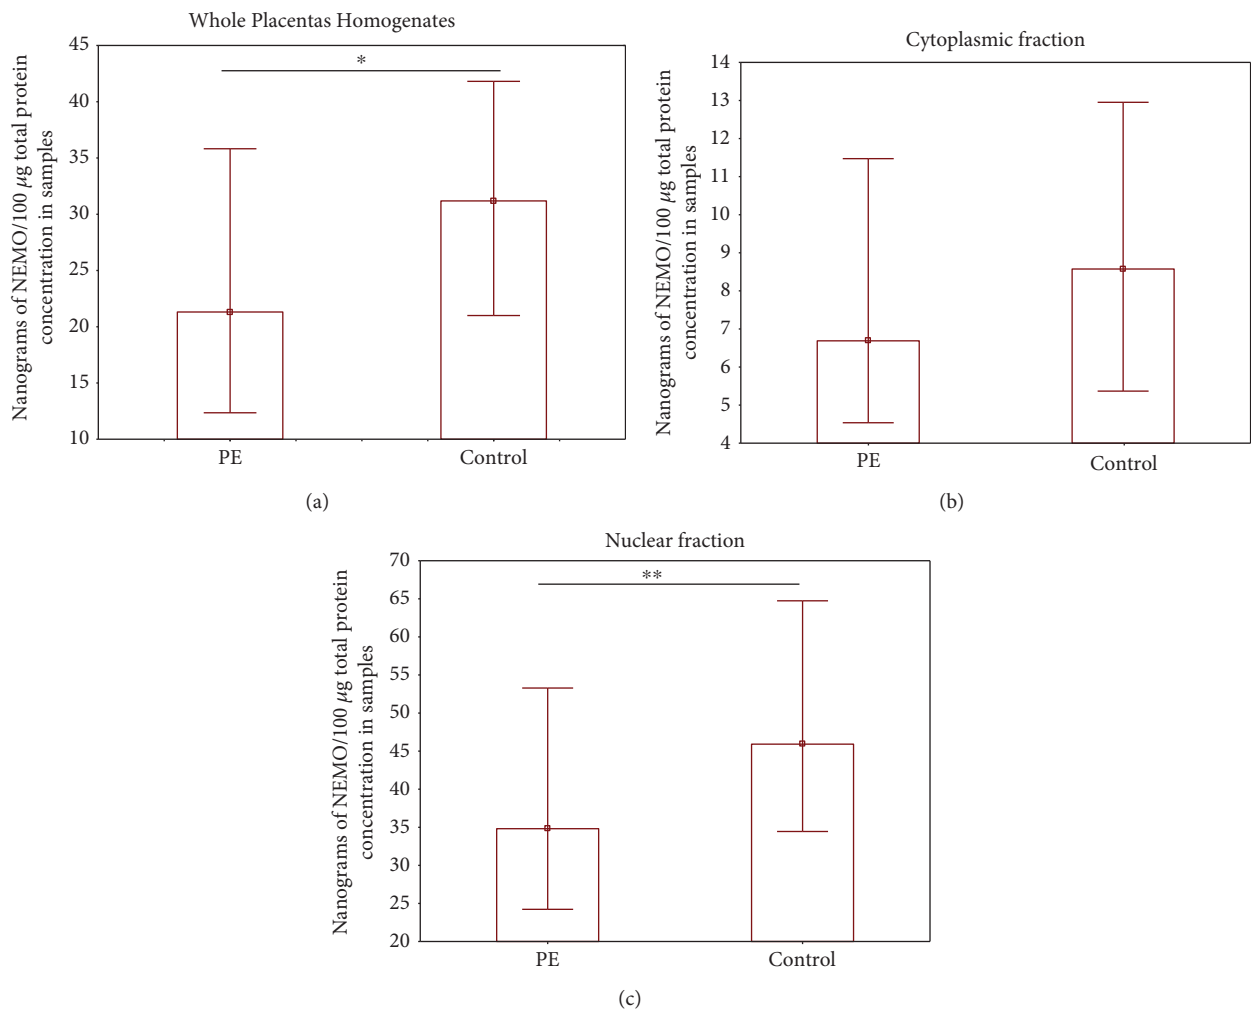 Whole Placentas Homogenates
Nanograms of NEMO/100 μg total protein
concentration in samples
45
40
35
30
25
20
15
10
*
PE
Control
(a)
Cytoplasmic fraction
Nanograms of NEMO/100 μg total protein
concentration in samples
14
13
12
11
10
9
8
7
6
5
4
PE
Control
(b)
Nuclear fraction
Nanograms of NEMO/100 μg total protein
concentration in samples
70
65
60
55
50
45
40
35
30
25
20
**
PE
Control
(c)